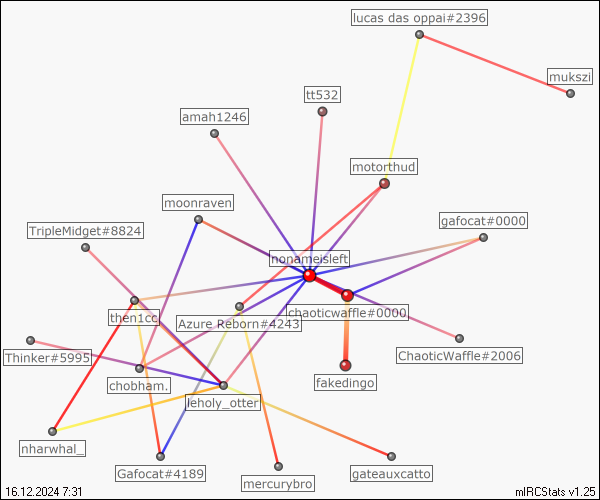 lucas das oppai#2396
mukszi
tt532
amah1246
motorthud
moonraven
gafocat#0000
TripleMidget#8824
nonameisleft
chaoticwaffle#0000
then1cc
Azure Reborn#4243
Thinker#5995
ChaoticWaffle#2006
chobham.
fakedingo
leholy_otter
nharwhal_
Gafocat#4189
mercurybro
gateauxcatto
16.12.2024 7:31
mIRCStats v1.25